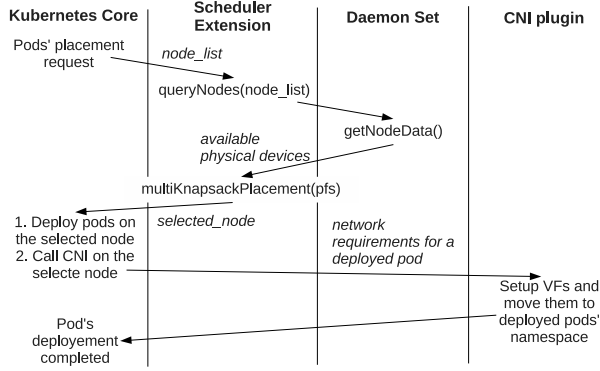 Kubernetes Core
Scheduler
Extension
Daemon Set
CNI plugin
Pods' placement
request
node_list
queryNodes(node_list)
getNodeData()
available
physical devices
multiKnapsackPlacement(pfs)
selected_node
1. Deploy pods on
the selected node
2. Call CNI on the
selecte node
network
requirements for a
deployed pod
Setup VFs and
move them to
deployed pods'
namespace
Pod's
deployement
completed